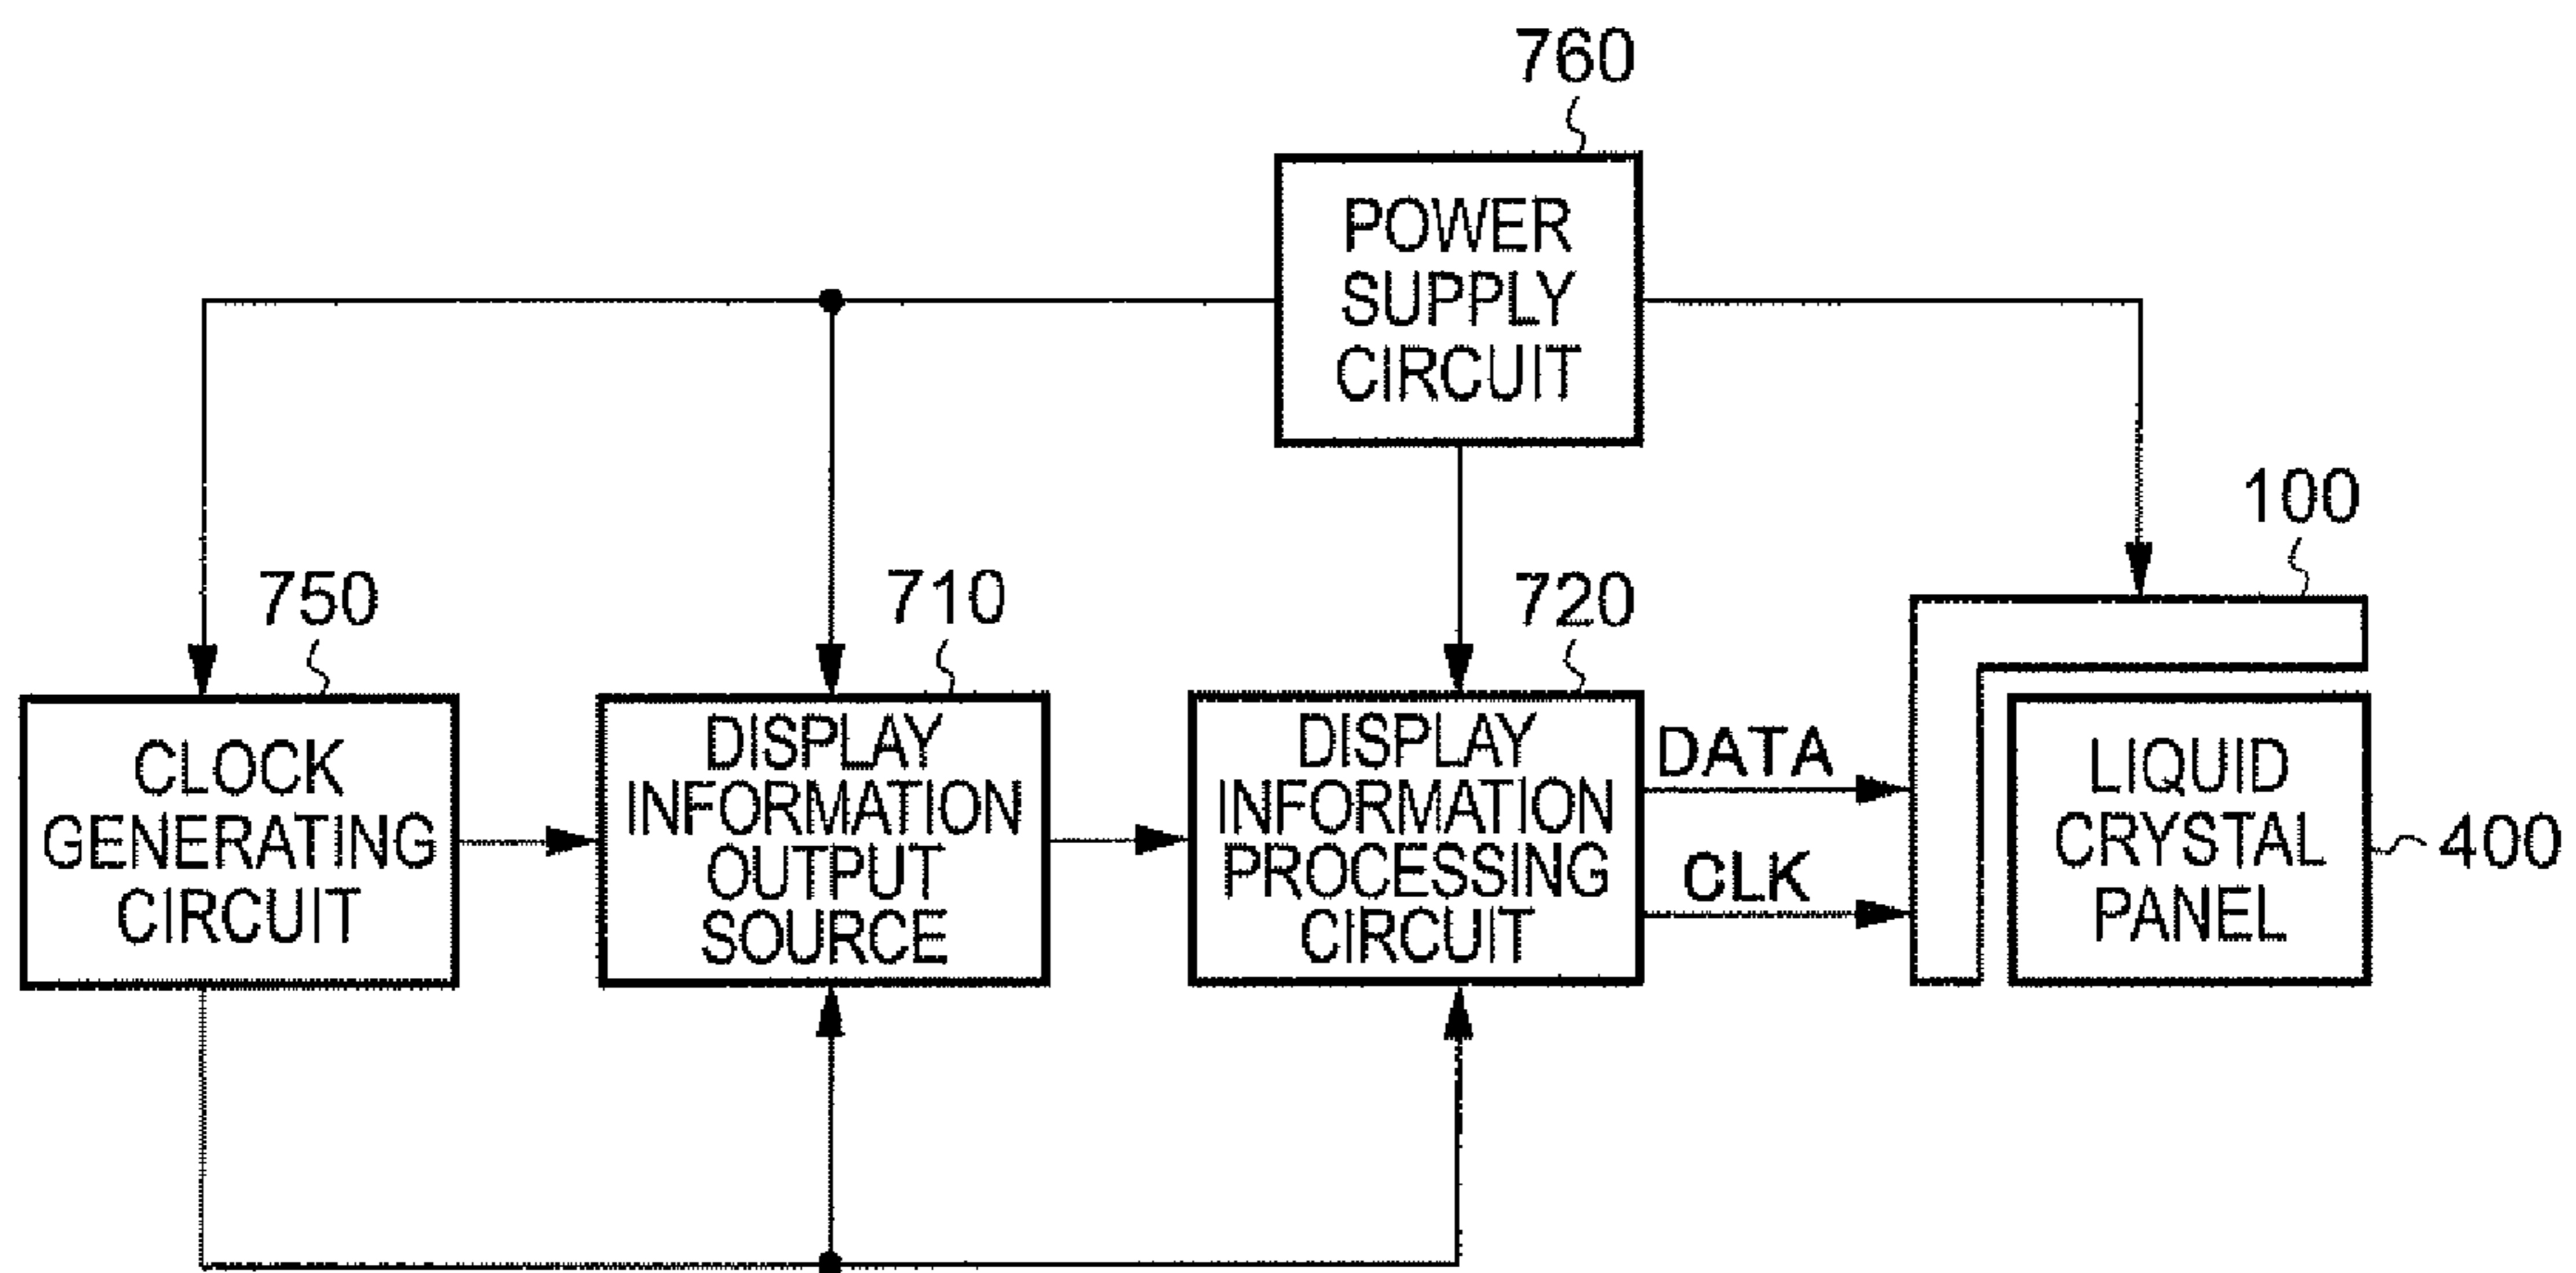 760
POWER
SUPPLY
CIRCUIT
100
750
710
720
CLOCK
GENERATING
CIRCUIT
DISPLAY
INFORMATION
OUTPUT
SOURCE
DISPLAY
INFORMATION
PROCESSING
CIRCUIT
DATA
CLK
LIQUID
CRYSTAL
PANEL
400